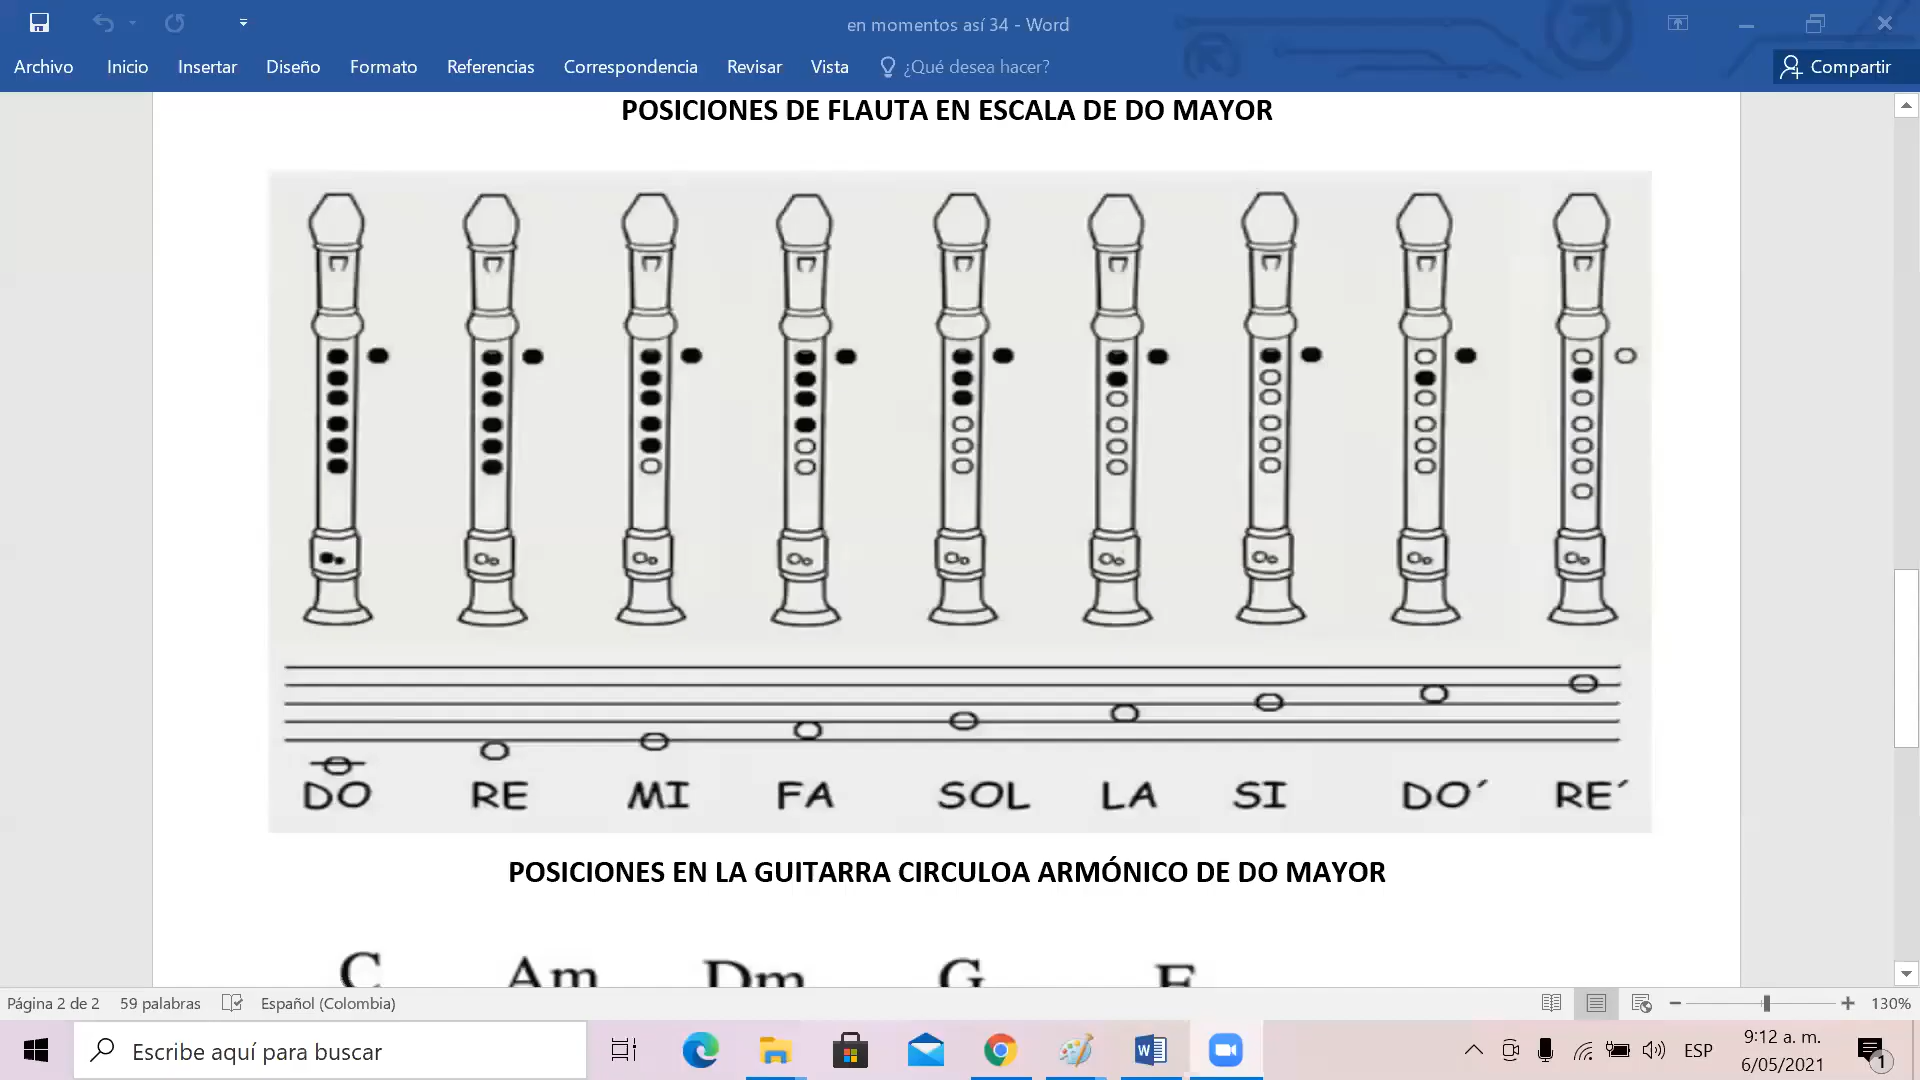 en momentos así 34 - Word
Archivo Inicio Insertar Diseño Formato Referencias Correspondencia Revisar Vista ¿Qué desea hacer? Compartir
POSICIONES DE FLAUTA EN ESCALA DE DO MAYOR
DO RE MI FA SOL LA SI DO´ RE´
POSICIONES EN LA GUITARRA CIRCULOA ARMÓNICO DE DO MAYOR
C Am Dm G
Página 2 de 2 59 palabras Español (Colombia) 130%
Escribe aquí para buscar ESP 9:12 a. m.
6/05/2021 1